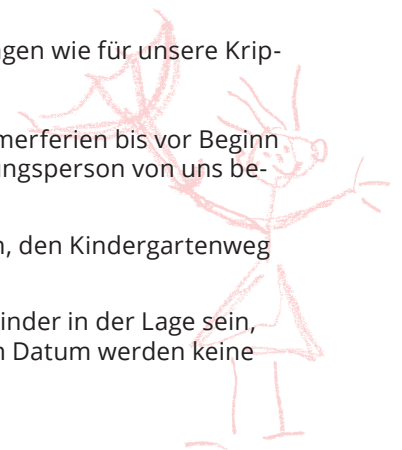 gen wie für unsere Krip-
merferien bis vor Beginn
ungsperson von uns be-
, den Kindergartenweg
inder in der Lage sein,
Datum werden keine